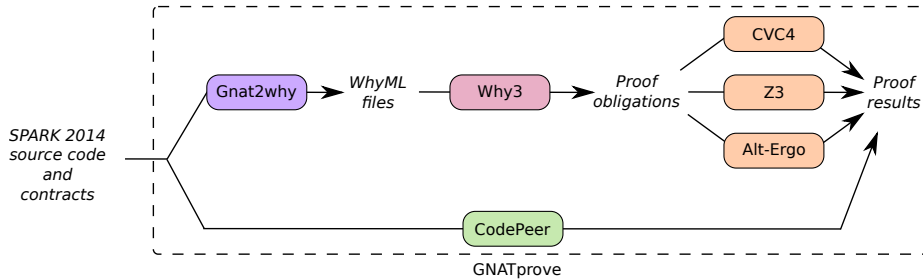 SPARK 2014
source code
and
contracts
Gnat2why
WhyML
files
Why3
Proof
obligations
CVC4
Z3
Alt-Ergo
Proof
results
CodePeer
GNATprove